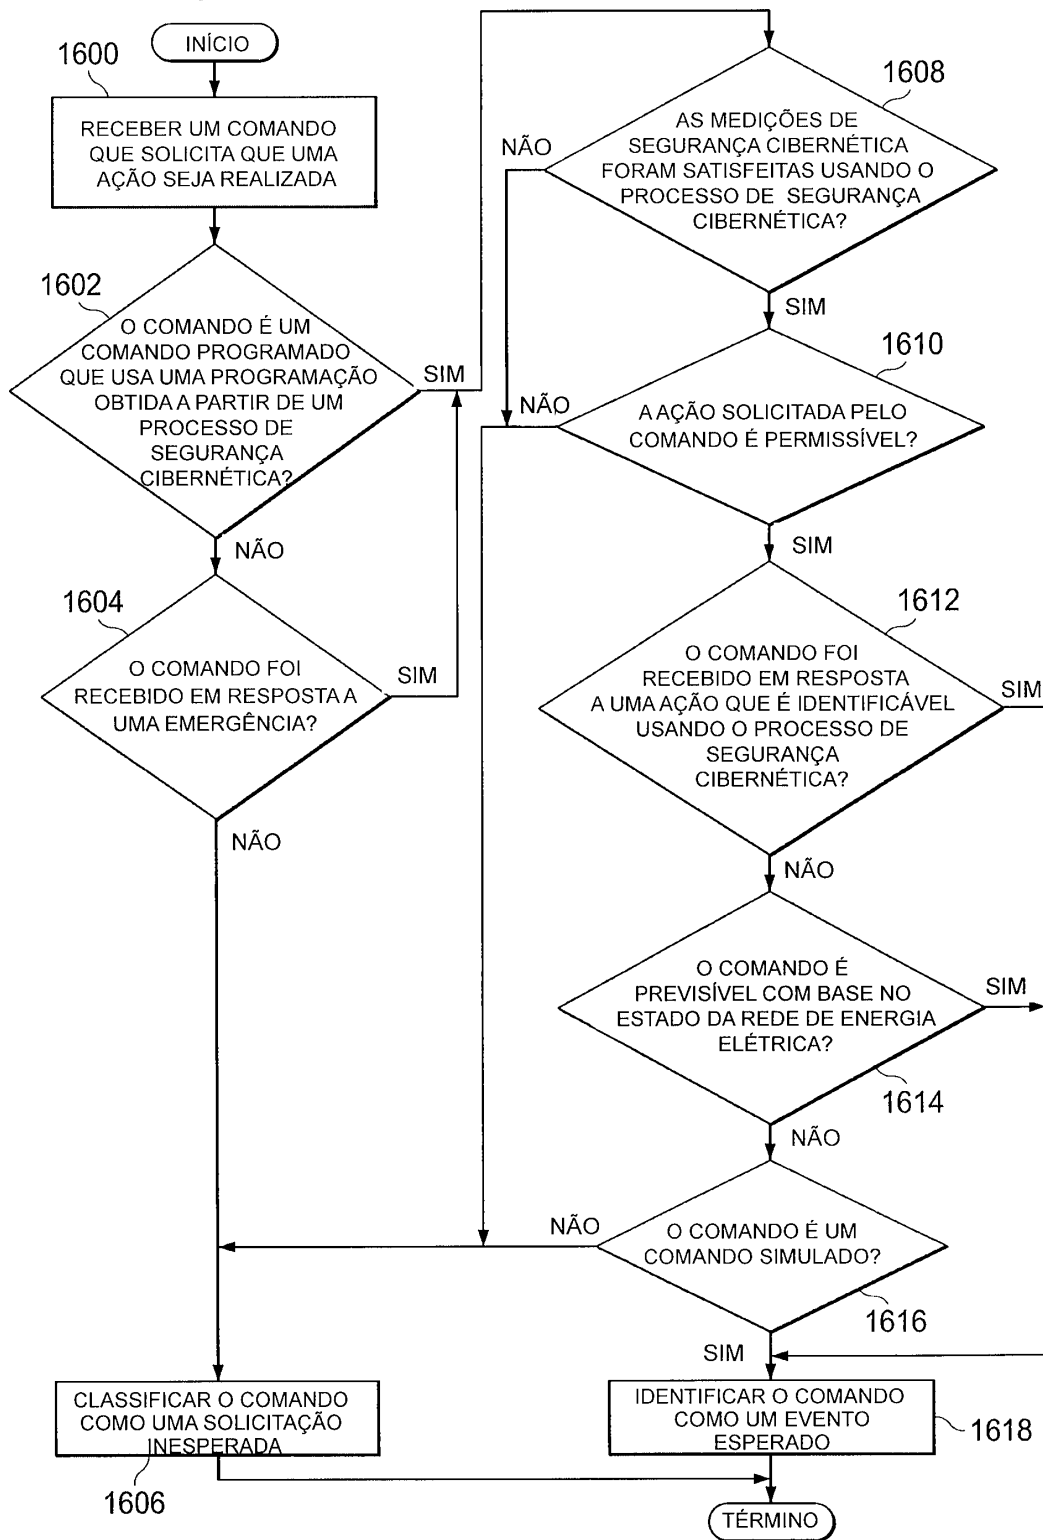 INÍCIO
1600
RECEBER UM COMANDO
QUE SOLICITA QUE UMA
AÇÃO SEJA REALIZADA
1602
O COMANDO É UM
COMANDO PROGRAMADO
QUE USA UMA PROGRAMAÇÃO
OBTIDA A PARTIR DE UM
PROCESSO DE
SEGURANÇA
CIBERNÉTICA?
SIM
NÃO
1604
O COMANDO FOI
RECEBIDO EM RESPOSTA A
UMA EMERGÊNCIA?
SIM
NÃO
1608
AS MEDIÇÕES DE
SEGURANÇA CIBERNÉTICA
FORAM SATISFEITAS USANDO O
PROCESSO DE SEGURANÇA
CIBERNÉTICA?
NÃO
SIM
1610
A AÇÃO SOLICITADA PELO
COMANDO É PERMISSÍVEL?
NÃO
SIM
1612
O COMANDO FOI
RECEBIDO EM RESPOSTA
A UMA AÇÃO QUE É IDENTIFICÁVEL
USANDO O PROCESSO DE
SEGURANÇA
CIBERNÉTICA?
SIM
NÃO
O COMANDO É
PREVISÍVEL COM BASE NO
ESTADO DA REDE DE ENERGIA
ELÉTRICA?
SIM
1614
NÃO
O COMANDO É UM
COMANDO SIMULADO?
NÃO
1616
SIM
CLASSIFICAR O COMANDO
COMO UMA SOLICITAÇÃO
INESPERADA
1606
IDENTIFICAR O COMANDO
COMO UM EVENTO
ESPERADO
1618
TÉRMINO